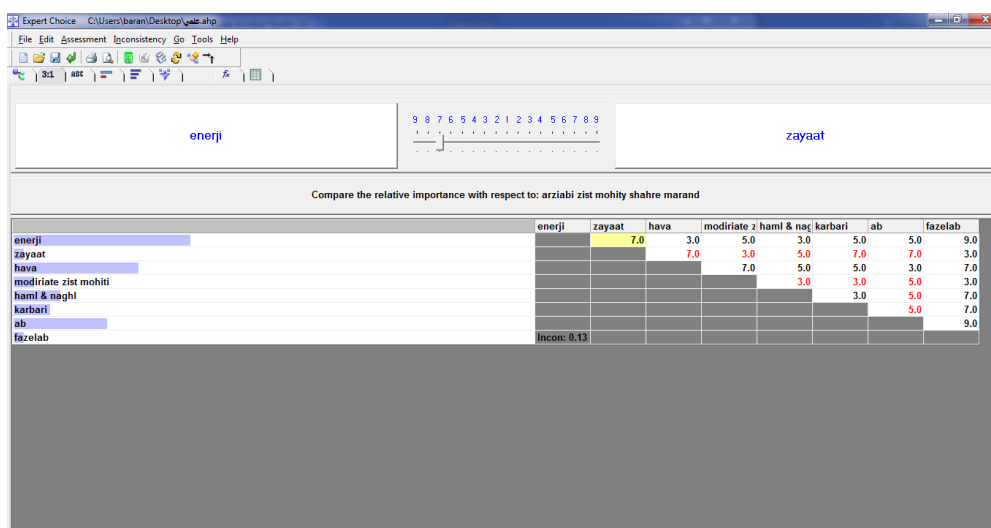 Expert Choice C:\Users\baran\Desktop\علمي.ahp
File Edit Assessment Inconsistency Go Tools Help
3:1 ABC fx
9 8 7 6 5 4 3 2 1 2 3 4 5 6 7 8 9
enerji zayaat
Compare the relative importance with respect to: arziabi zist mohity shahre marand
enerji zayaat hava modiriate z haml & nag karbari ab fazelab
enerji 7.0 3.0 5.0 3.0 5.0 5.0 9.0
zayaat 7.0 3.0 5.0 7.0 7.0 3.0
hava 7.0 5.0 5.0 3.0 7.0
modiriate zist mohiti 3.0 3.0 5.0 3.0
haml & naghl 3.0 5.0 7.0
karbari 5.0 7.0
ab 9.0
fazelab Incon: 0.13